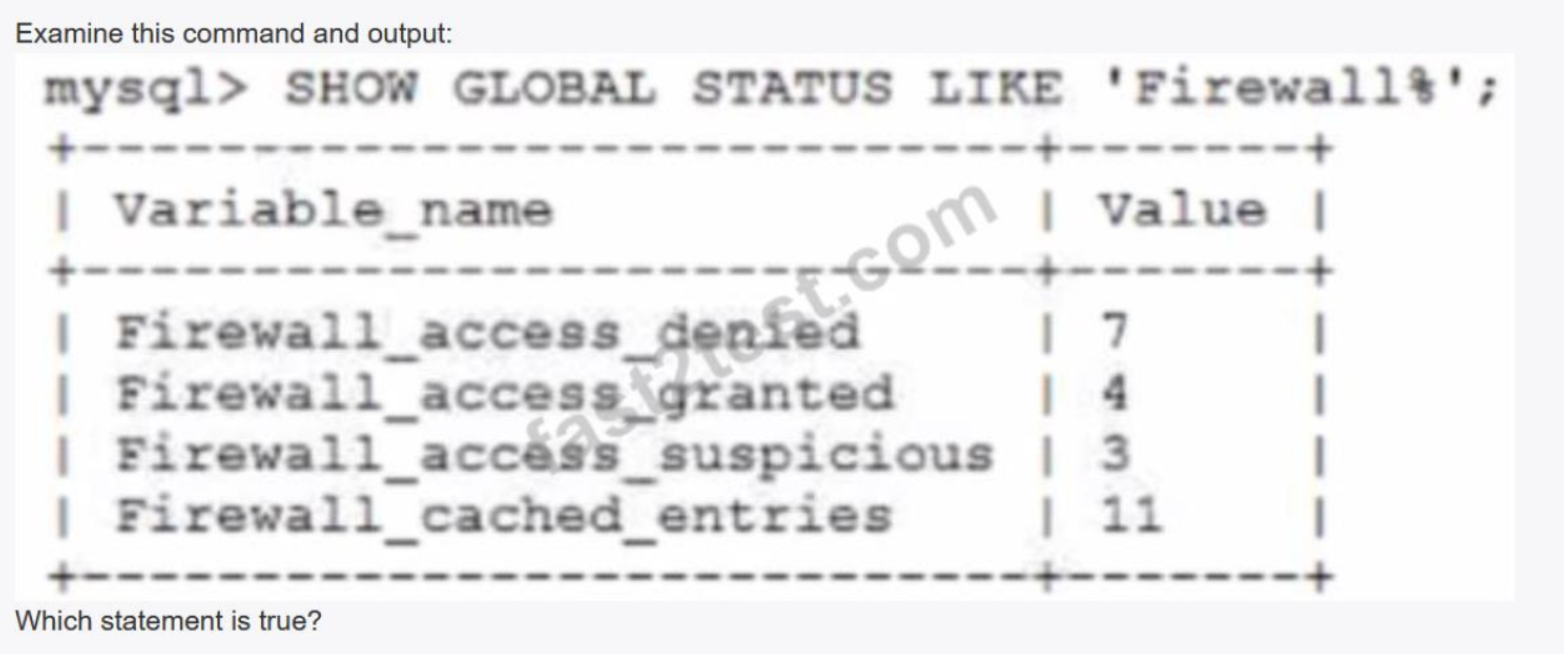 Examine this command and output:
mysql> SHOW GLOBAL STATUS LIKE 'Firewall%';
+-------------------------------+-------+
| Variable_name | Value |
+-------------------------------+-------+
| Firewall_access_denied | 7 |
| Firewall_access_granted | 4 |
| Firewall_access_suspicious | 3 |
| Firewall_cached_entries | 11 |
+-------------------------------+-------+
fast2test.com
Which statement is true?